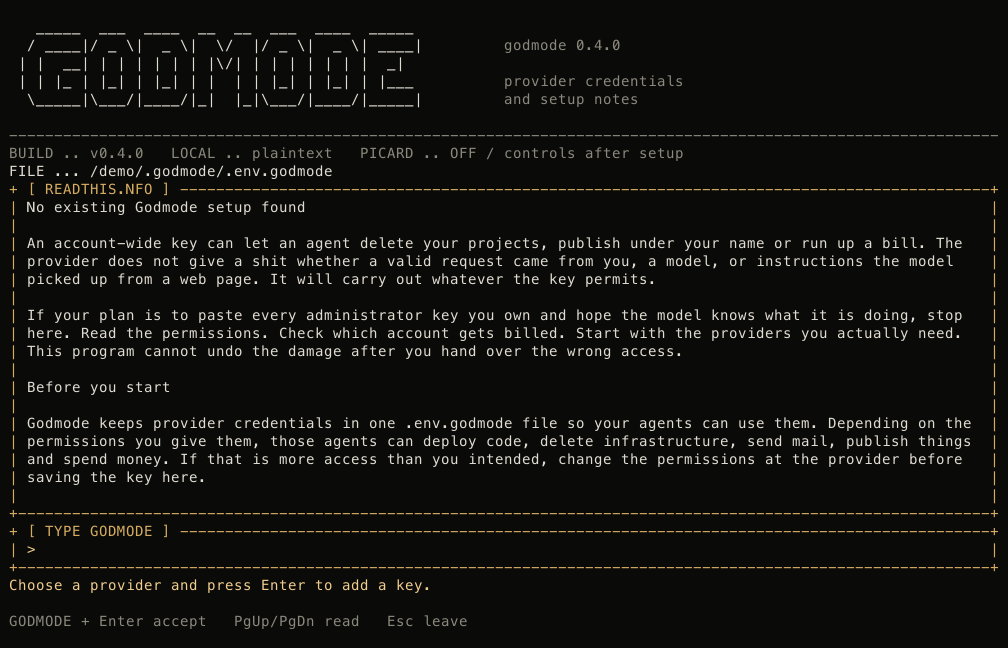 GODMODE
godmode 0.4.0
provider credentials
and setup notes
BUILD .. v0.4.0   LOCAL .. plaintext   PICARD .. OFF / controls after setup
FILE ... /demo/.godmode/.env.godmode
[ READTHIS.NFO ]
No existing Godmode setup found
An account-wide key can let an agent delete your projects, publish under your name or run up a bill. The
provider does not give a shit whether a valid request came from you, a model, or instructions the model
picked up from a web page. It will carry out whatever the key permits.
If your plan is to paste every administrator key you own and hope the model knows what it is doing, stop
here. Read the permissions. Check which account gets billed. Start with the providers you actually need.
This program cannot undo the damage after you hand over the wrong access.
Before you start
Godmode keeps provider credentials in one .env.godmode file so your agents can use them. Depending on the
permissions you give them, those agents can deploy code, delete infrastructure, send mail, publish things
and spend money. If that is more access than you intended, change the permissions at the provider before
saving the key here.
[ TYPE GODMODE ]
>
Choose a provider and press Enter to add a key.
GODMODE + Enter accept   PgUp/PgDn read   Esc leave